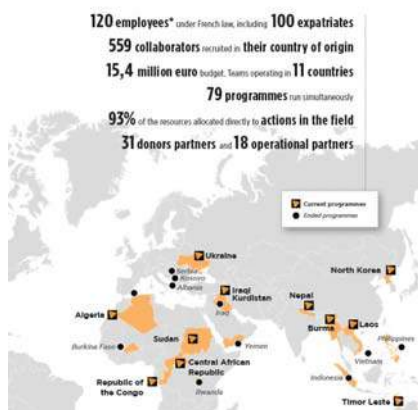 120 employees* under French law, including 100 expatriates
559 collaborators recruited in their country of origin
15,4 million euro budget. Teams operating in 11 countries
79 programmes run simultaneously
93% of the resources allocated directly to actions in the field
31 donors partners and 18 operational partners
Current programmes
Ended programmes
Ukraine
Serbia
Kosovo
Albania
North Korea
Iraqi
Kurdistan
Iraq
Nepal
Algeria
Burma
Laos
Philippines
Sudan
Burkina Faso
Yemen
Vietnam
Central African
Republic
Indonesia
Republic of
the Congo
Rwanda
Timor Leste